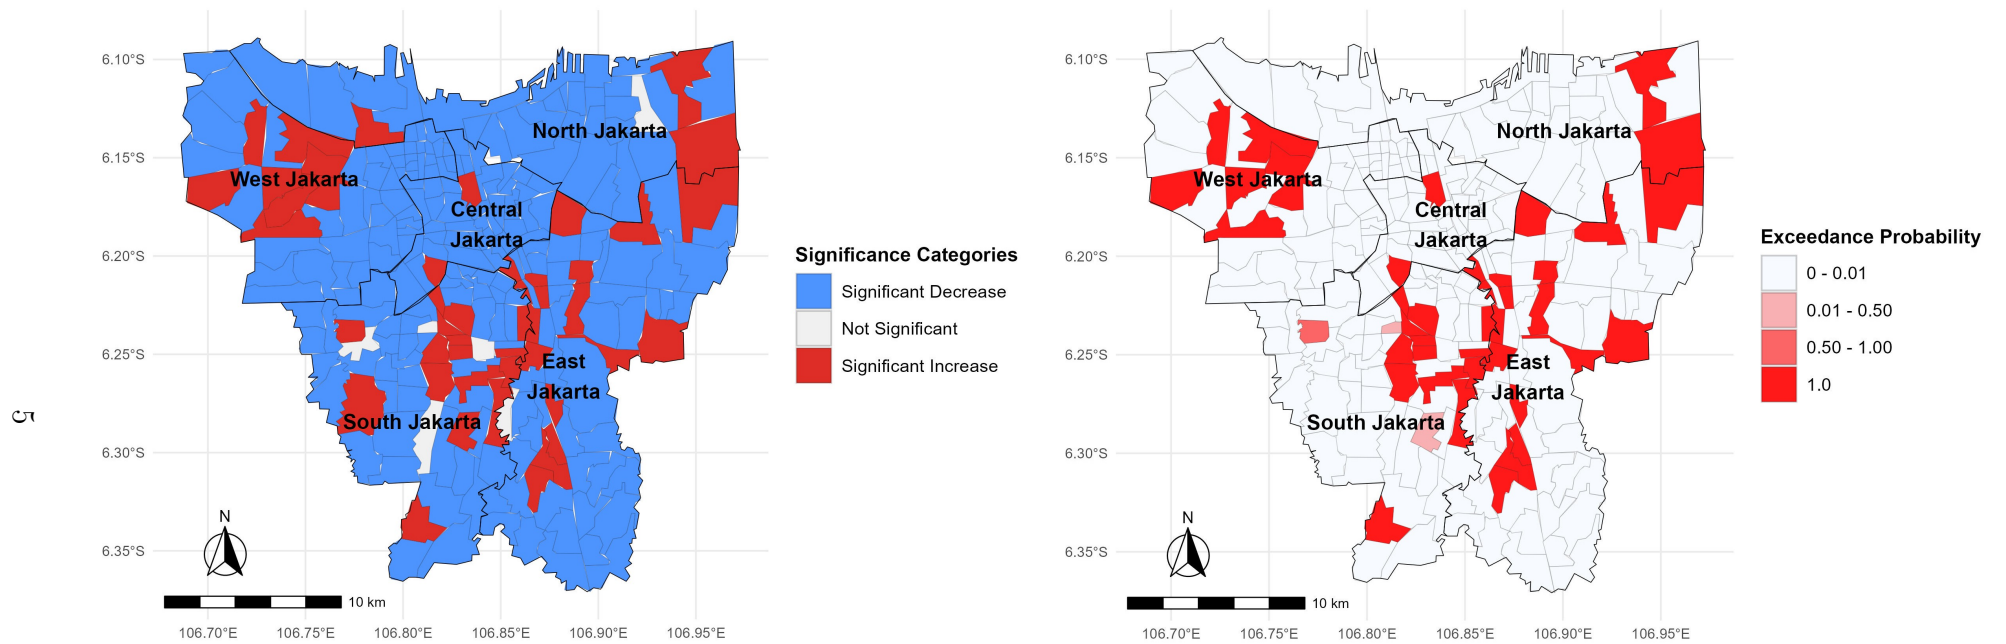 6.10°S
6.15°S
6.20°S
6.25°S
6.30°S
6.35°S
106.70°E
106.75°E
106.80°E
106.85°E
106.90°E
106.95°E
North Jakarta
West Jakarta
Central
Jakarta
East
Jakarta
South Jakarta
N
10 km
Significance Categories
Significant Decrease
Not Significant
Significant Increase
5
6.10°S
6.15°S
6.20°S
6.25°S
6.30°S
6.35°S
106.70°E
106.75°E
106.80°E
106.85°E
106.90°E
106.95°E
North Jakarta
West Jakarta
Central
Jakarta
East
Jakarta
South Jakarta
N
10 km
Exceedance Probability
0 - 0.01
0.01 - 0.50
0.50 - 1.00
1.0